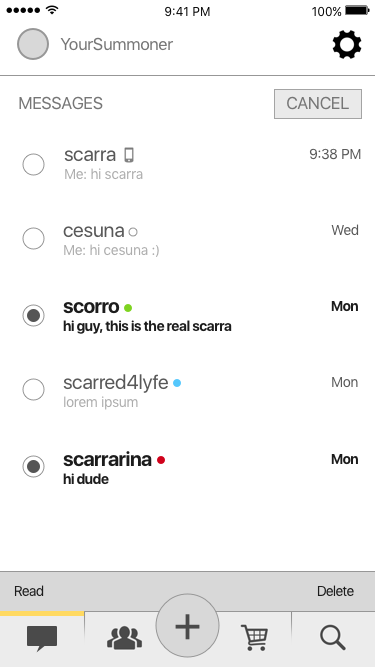 9:41 PM 100%
YourSummoner
MESSAGES CANCEL
scarra 9:38 PM
Me: hi scarra
cesuna Wed
Me: hi cesuna :)
scorro Mon
hi guy, this is the real scarra
scarred4lyfe Mon
lorem ipsum
scarrarina Mon
hi dude
Read Delete